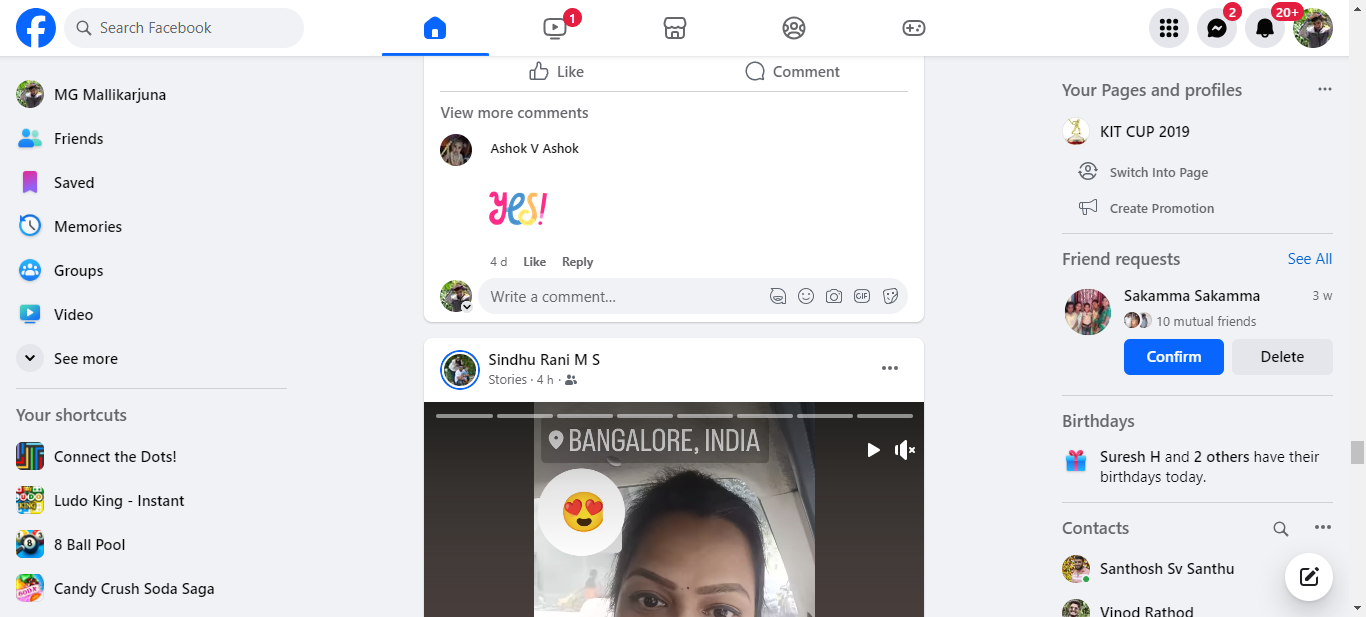 Search Facebook
1
2
20+
MG Mallikarjuna
Friends
Saved
Memories
Groups
Video
See more
Your shortcuts
Connect the Dots!
Ludo King - Instant
8 Ball Pool
Candy Crush Soda Saga
Like
Comment
View more comments
Ashok V Ashok
yes!
4 d Like Reply
Write a comment...
GIF
Sindhu Rani M S
Stories · 4 h ·
BANGALORE, INDIA
Your Pages and profiles
KIT CUP 2019
Switch Into Page
Create Promotion
Friend requests
See All
Sakamma Sakamma
3 w
10 mutual friends
Confirm
Delete
Birthdays
Suresh H and 2 others have their
birthdays today.
Contacts
Santhosh Sv Santhu
Vinod Rathod